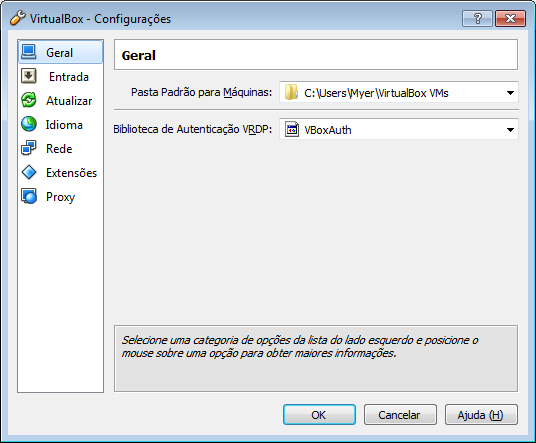 VirtualBox - Configurações
Geral
Entrada
Atualizar
Idioma
Rede
Extensões
Proxy
Geral
Pasta Padrão para Máquinas: C:\Users\Myer\VirtualBox VMs
Biblioteca de Autenticação VRDP: VBoxAuth
Selecione uma categoria de opções da lista do lado esquerdo e posicione o
mouse sobre uma opção para obter maiores informações.
OK Cancelar Ajuda (H)